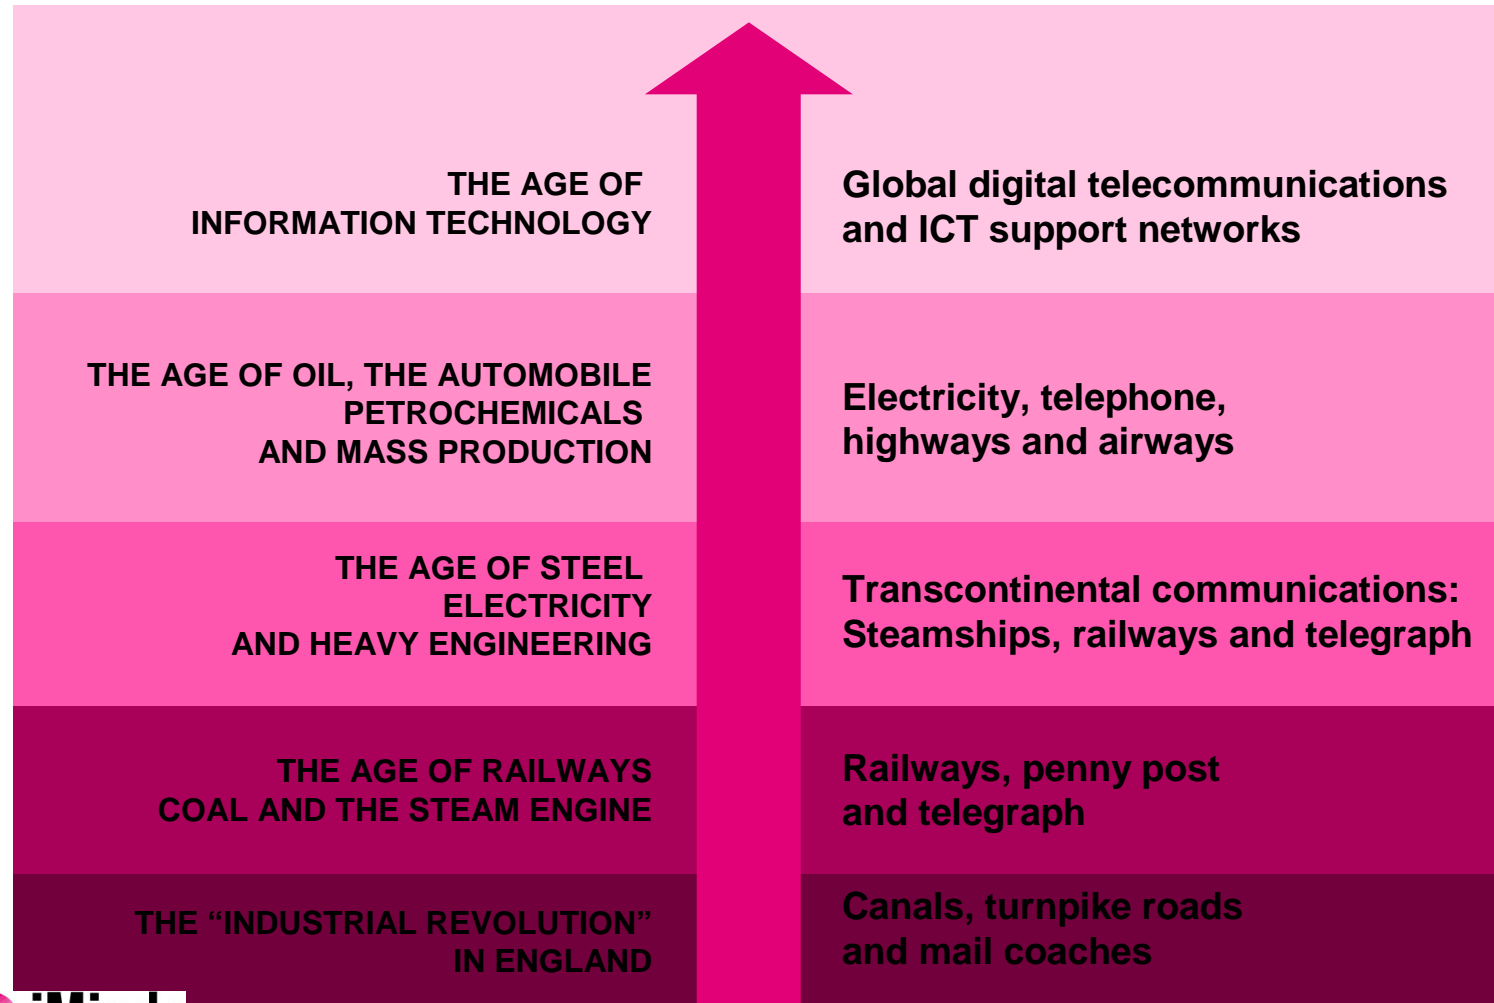 THE AGE OF
INFORMATION TECHNOLOGY
Global digital telecommunications
and ICT support networks
THE AGE OF OIL, THE AUTOMOBILE
PETROCHEMICALS
AND MASS PRODUCTION
Electricity, telephone,
highways and airways
THE AGE OF STEEL
ELECTRICITY
AND HEAVY ENGINEERING
Transcontinental communications:
Steamships, railways and telegraph
THE AGE OF RAILWAYS
COAL AND THE STEAM ENGINE
Railways, penny post
and telegraph
THE “INDUSTRIAL REVOLUTION”
IN ENGLAND
Canals, turnpike roads
and mail coaches